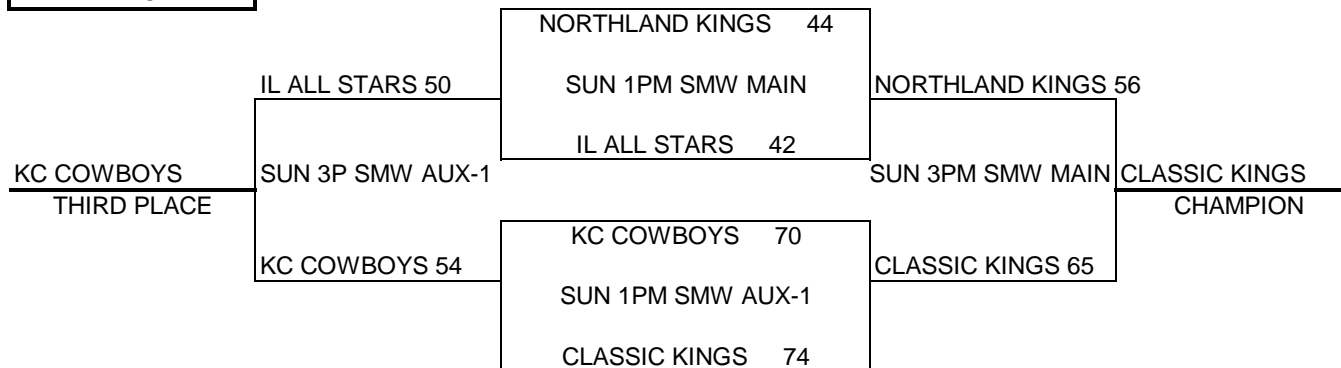 NORTHLAND KINGS 44
IL ALL STARS 50
SUN 1PM SMW MAIN
NORTHLAND KINGS 56
IL ALL STARS 42
KC COWBOYS
SUN 3P SMW AUX-1
SUN 3PM SMW MAIN
CLASSIC KINGS
THIRD PLACE
CHAMPION
KC COWBOYS 70
KC COWBOYS 54
CLASSIC KINGS 65
SUN 1PM SMW AUX-1
CLASSIC KINGS 74